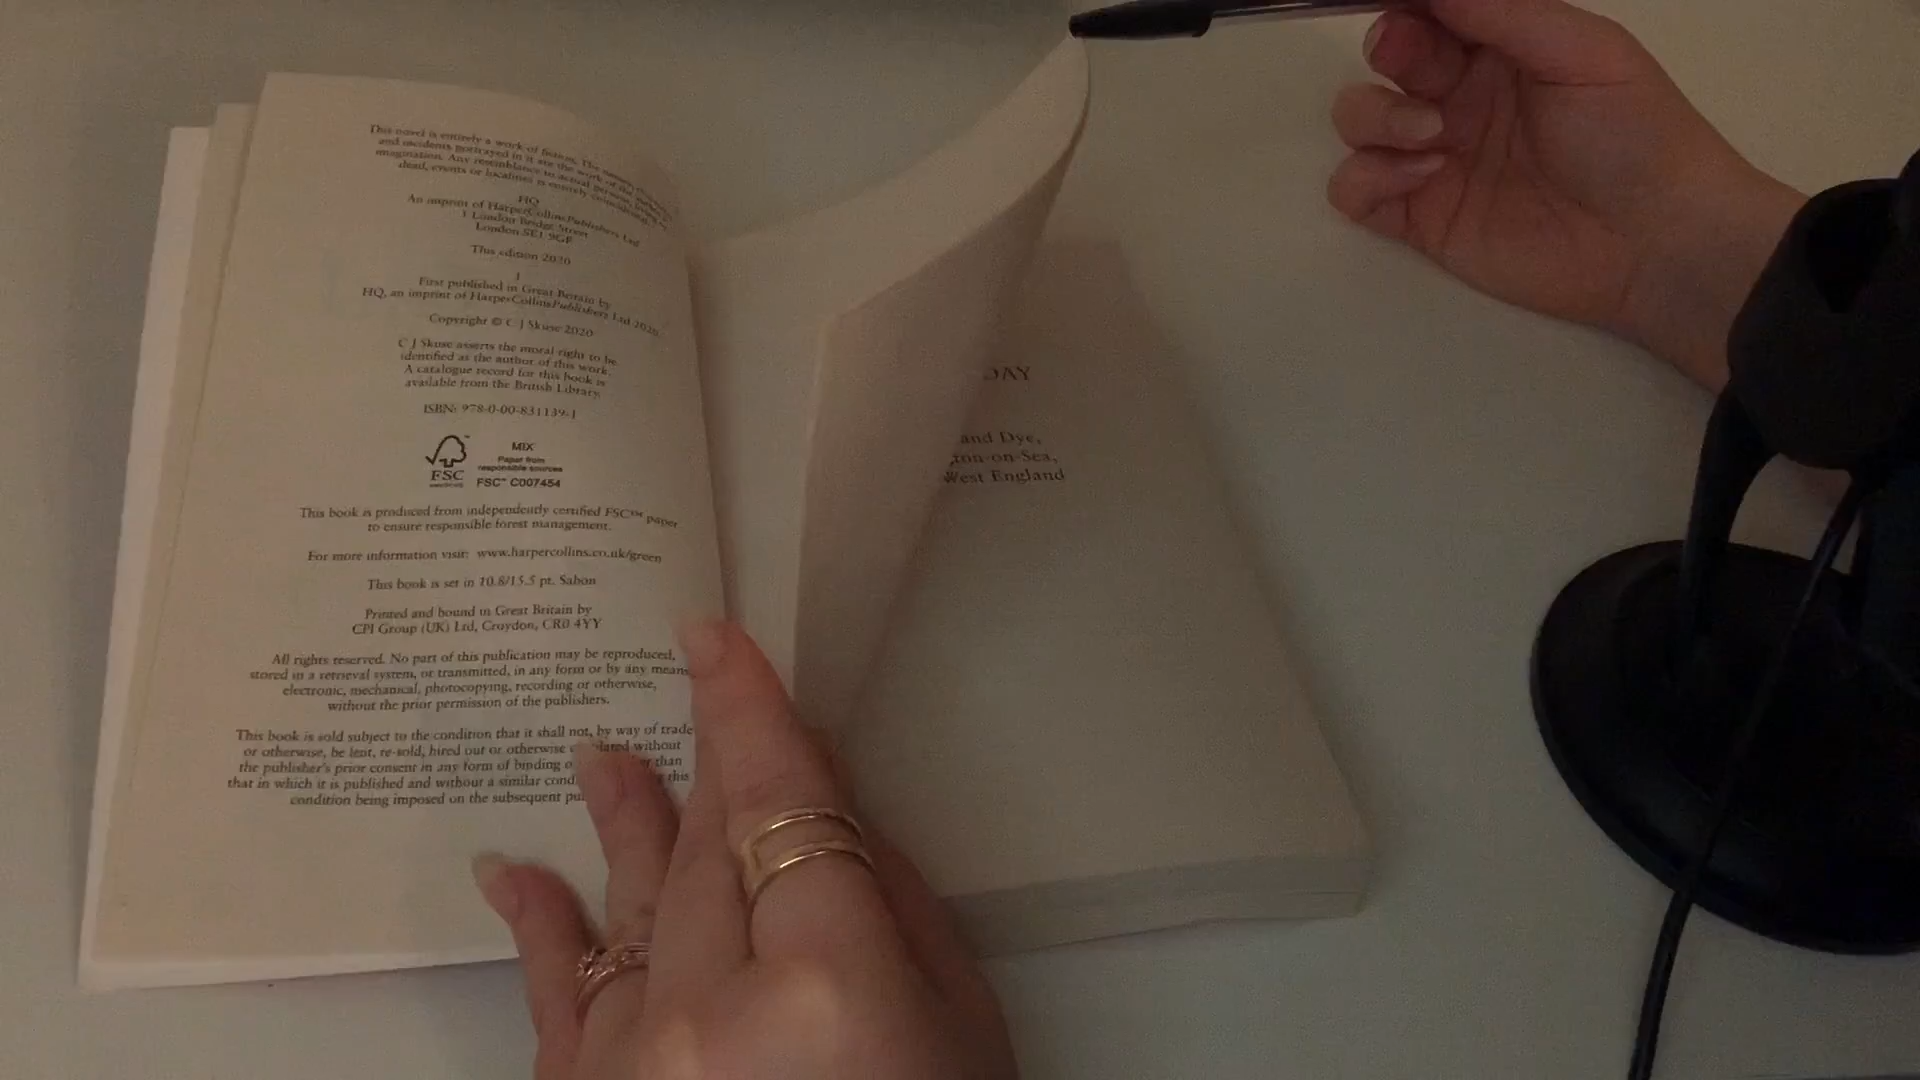 This novel is entirely a work of fiction. The names, characters
and incidents portrayed in it are the work of the author's
imagination. Any resemblance to actual persons, living or
dead, events or localities is entirely coincidental.
HQ
An imprint of HarperCollinsPublishers Ltd
1 London Bridge Street
London SE1 9GF
This edition 2020
1
First published in Great Britain by
HQ, an imprint of HarperCollinsPublishers Ltd 2020
Copyright © C J Skuse 2020
C J Skuse asserts the moral right to be
identified as the author of this work.
A catalogue record for this book is
available from the British Library.
ISBN: 978-0-00-831139-1
FSC
MIX
Paper from
responsible sources
FSC™ C007454
This book is produced from independently certified FSC™ paper
to ensure responsible forest management.
For more information visit: www.harpercollins.co.uk/green
This book is set in 10.8/15.5 pt. Sabon
Printed and bound in Great Britain by
CPI Group (UK) Ltd, Croydon, CR0 4YY
All rights reserved. No part of this publication may be reproduced,
stored in a retrieval system, or transmitted, in any form or by any means,
electronic, mechanical, photocopying, recording or otherwise,
without the prior permission of the publishers.
This book is sold subject to the condition that it shall not, by way of trade
or otherwise, be lent, re-sold, hired out or otherwise without
the publisher's prior consent in any form of binding than
that in which it is published and without a similar this
condition being imposed on the subsequent
DAY
and Dye,
ton-on-Sea,
West England